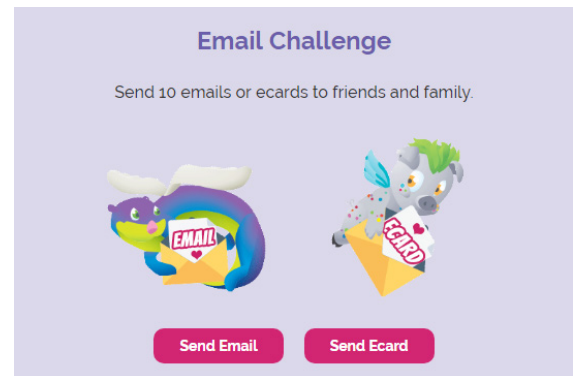 Email Challenge
Send 10 emails or ecards to friends and family.
EMAIL
ECARD
Send Email
Send Ecard